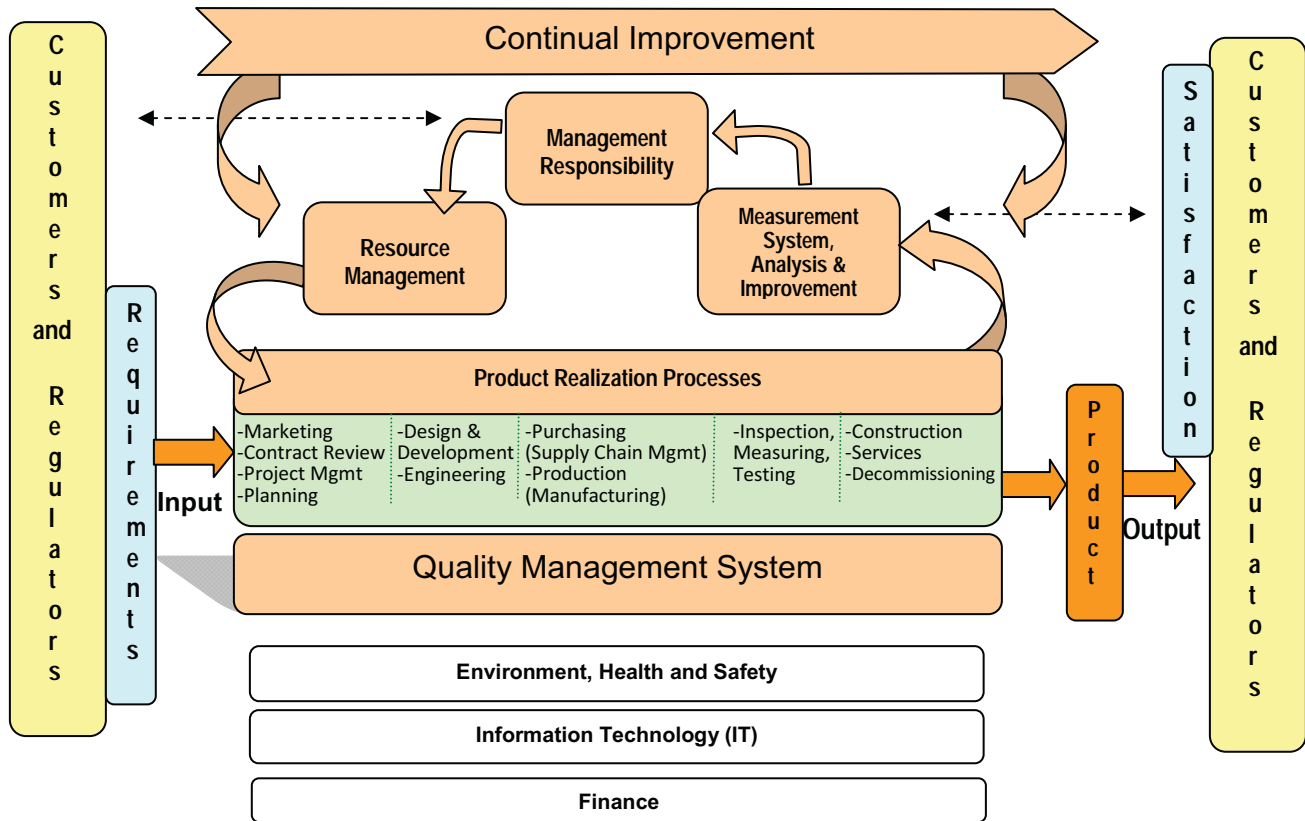 Continual Improvement
Customers
and
Regulators
Requirements
Management
Responsibility
Resource
Management
Measurement
System,
Analysis &
Improvement
Satisfaction
Customers
and
Regulators
Product Realization Processes
-Marketing
-Contract Review
-Project Mgmt
-Planning
-Design &
Development
-Engineering
-Purchasing
(Supply Chain Mgmt)
-Production
(Manufacturing)
-Inspection,
Measuring,
Testing
-Construction
-Services
-Decommissioning
Input
Product
Output
Quality Management System
Environment, Health and Safety
Information Technology (IT)
Finance